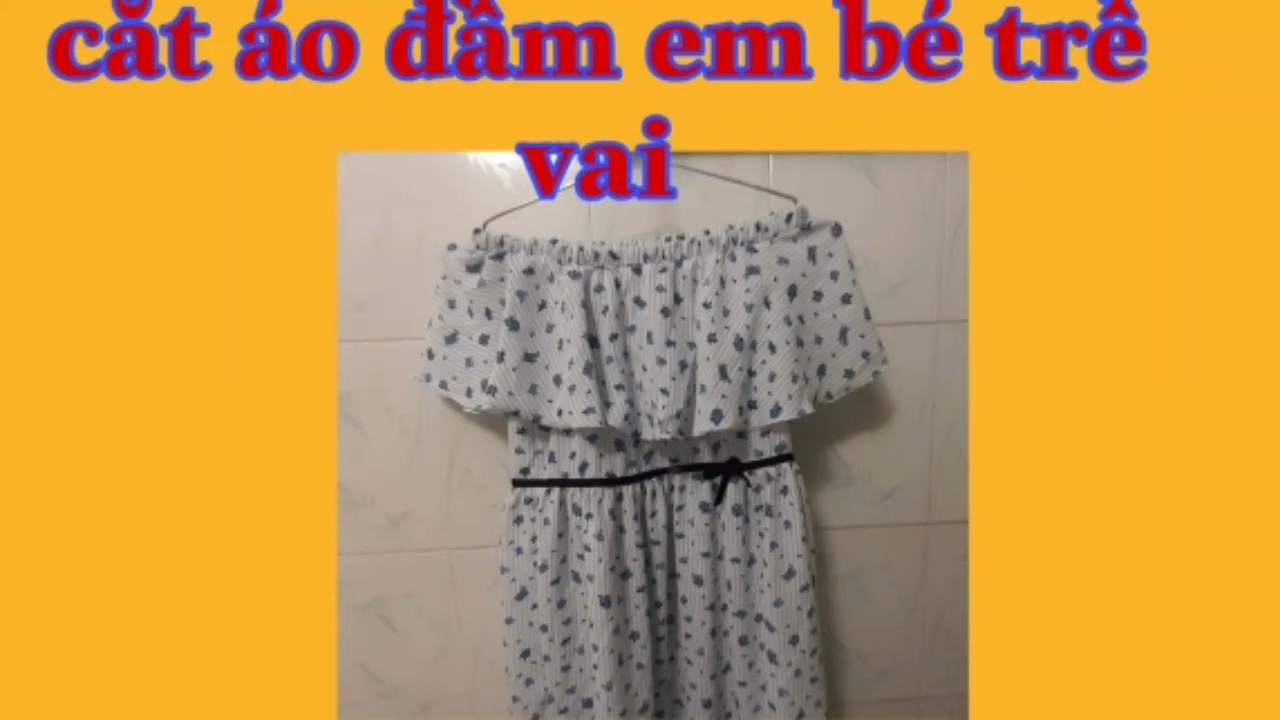 cắt áo đầm em bé trễ
vai